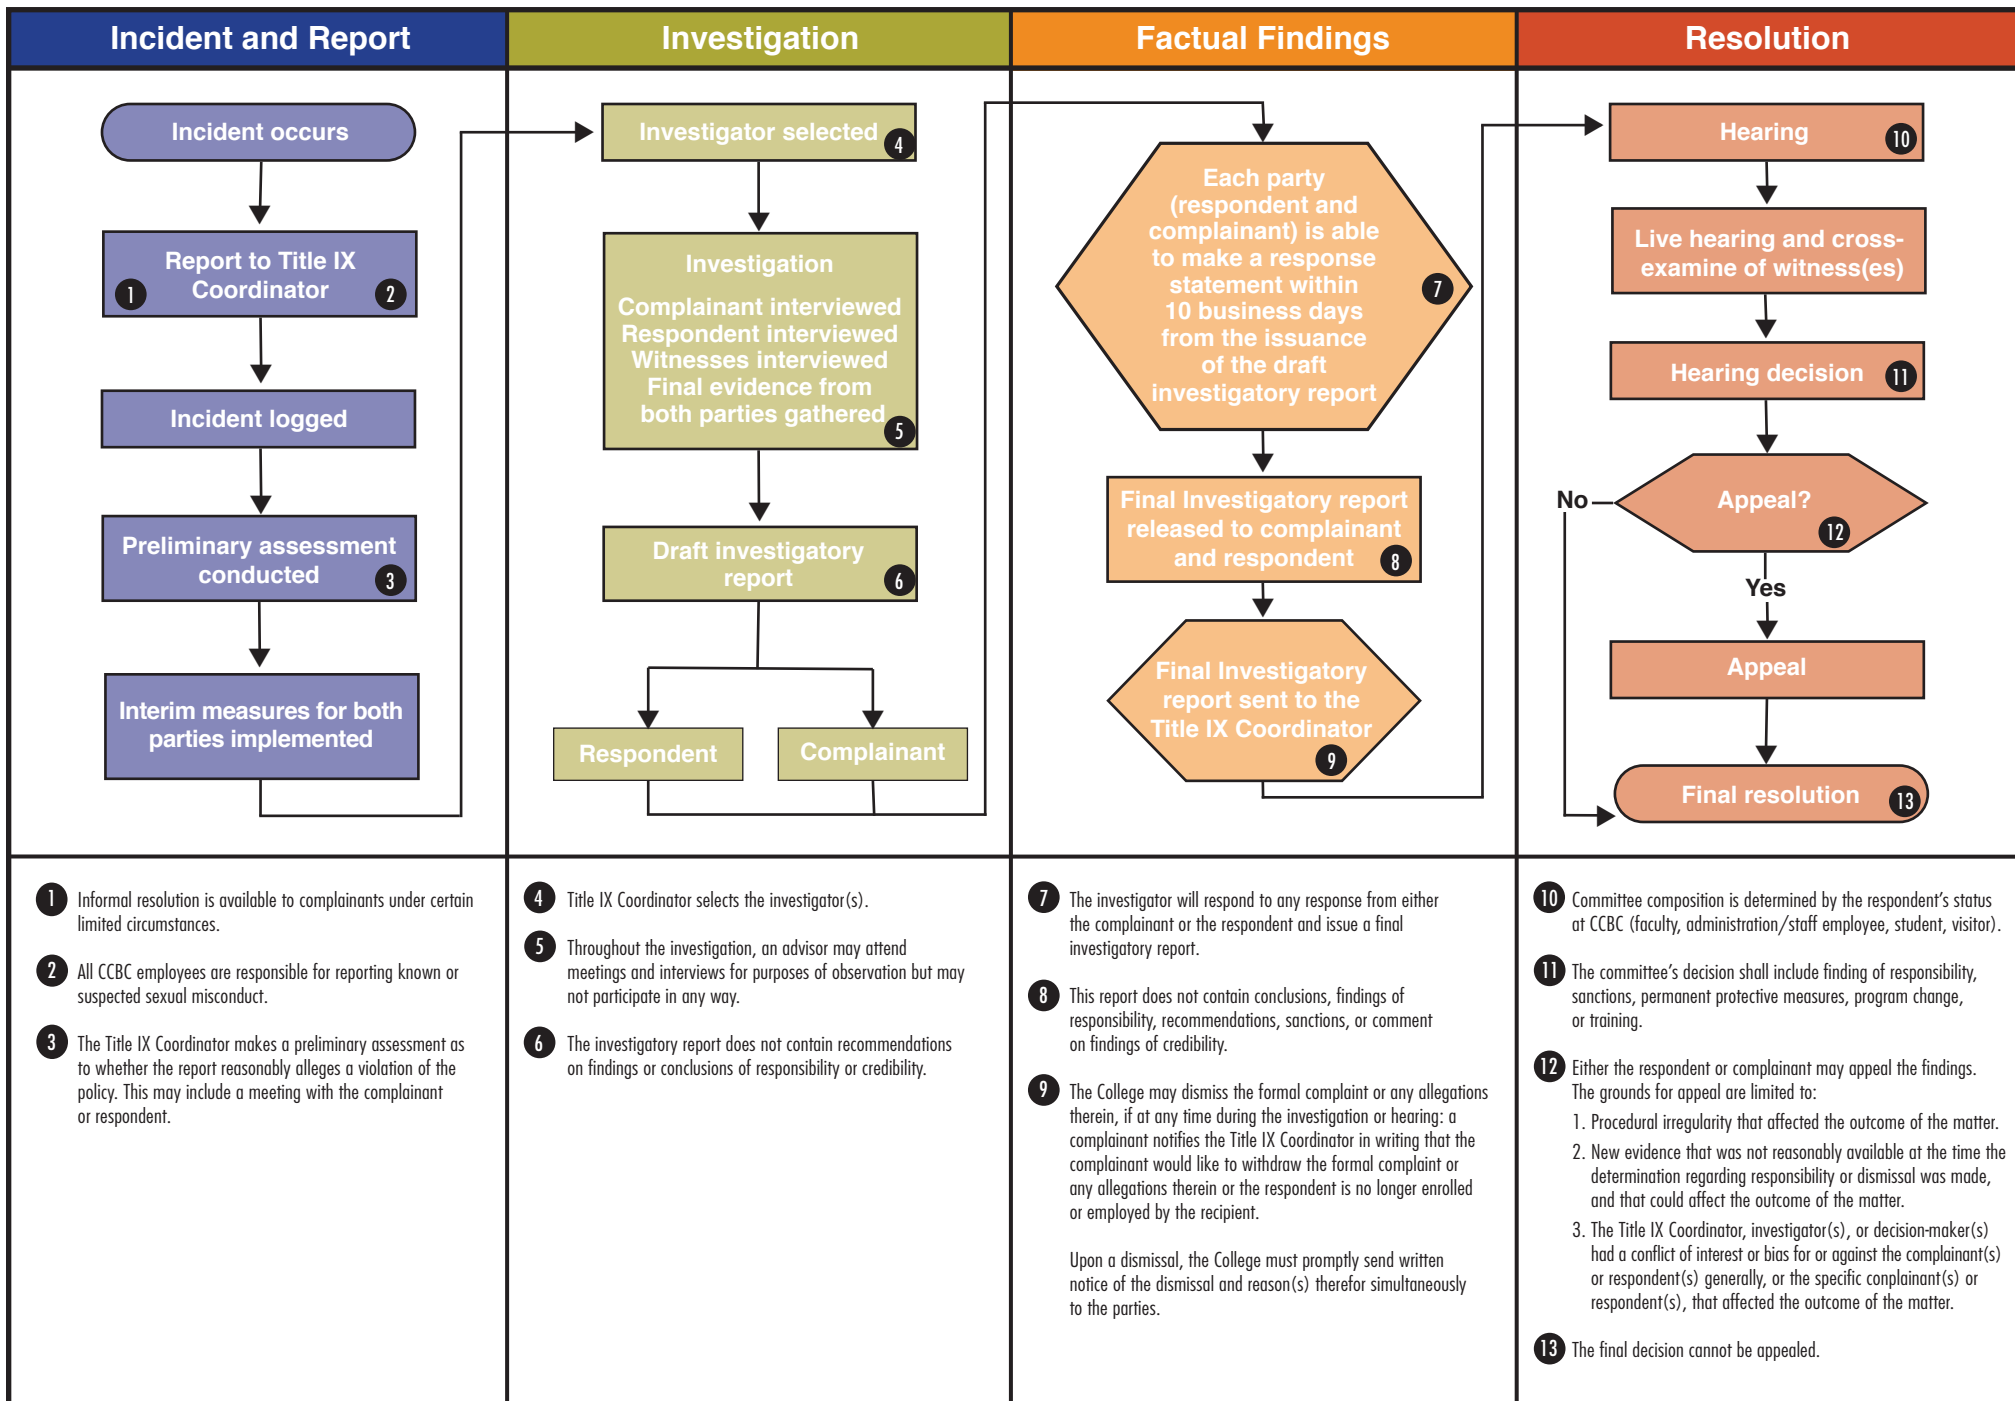 Incident and Report
Incident occurs
Report to Title IX
Coordinator
1
2
Incident logged
Preliminary assessment
conducted
3
Interim measures for both
parties implemented
1 Informal resolution is available to complainants under certain
limited circumstances.
2 All CCBC employees are responsible for reporting known or
suspected sexual misconduct.
3 The Title IX Coordinator makes a preliminary assessment as
to whether the report reasonably alleges a violation of the
policy. This may include a meeting with the complainant
or respondent.
Investigation
Investigator selected
4
Investigation
Complainant interviewed
Respondent interviewed
Witnesses interviewed
Final evidence from
both parties gathered
5
Draft investigatory
report
6
Respondent
Complainant
4 Title IX Coordinator selects the investigator(s).
5 Throughout the investigation, an advisor may attend
meetings and interviews for purposes of observation but may
not participate in any way.
6 The investigatory report does not contain recommendations
on findings or conclusions of responsibility or credibility.
Factual Findings
Each party
(respondent and
complainant) is able
to make a response
statement within
10 business days
from the issuance
of the draft
investigatory report
7
Final Investigatory report
released to complainant
and respondent
8
Final Investigatory
report sent to the
Title IX Coordinator
9
7 The investigator will respond to any response from either
the complainant or the respondent and issue a final
investigatory report.
8 This report does not contain conclusions, findings of
responsibility, recommendations, sanctions, or comment
on findings of credibility.
9 The College may dismiss the formal complaint or any allegations
therein, if at any time during the investigation or hearing: a
complainant notifies the Title IX Coordinator in writing that the
complainant would like to withdraw the formal complaint or
any allegations therein or the respondent is no longer enrolled
or employed by the recipient.
Upon a dismissal, the College must promptly send written
notice of the dismissal and reason(s) therefor simultaneously
to the parties.
Resolution
Hearing
10
Live hearing and cross-
examine of witness(es)
Hearing decision
11
Appeal?
12
No
Yes
Appeal
Final resolution
13
10 Committee composition is determined by the respondent’s status
at CCBC (faculty, administration/staff employee, student, visitor).
11 The committee’s decision shall include finding of responsibility,
sanctions, permanent protective measures, program change,
or training.
12 Either the respondent or complainant may appeal the findings.
The grounds for appeal are limited to:
1. Procedural irregularity that affected the outcome of the matter.
2. New evidence that was not reasonably available at the time the
determination regarding responsibility or dismissal was made,
and that could affect the outcome of the matter.
3. The Title IX Coordinator, investigator(s), or decision-maker(s)
had a conflict of interest or bias for or against the complainant(s)
or respondent(s) generally, or the specific conplainant(s) or
respondent(s), that affected the outcome of the matter.
13 The final decision cannot be appealed.